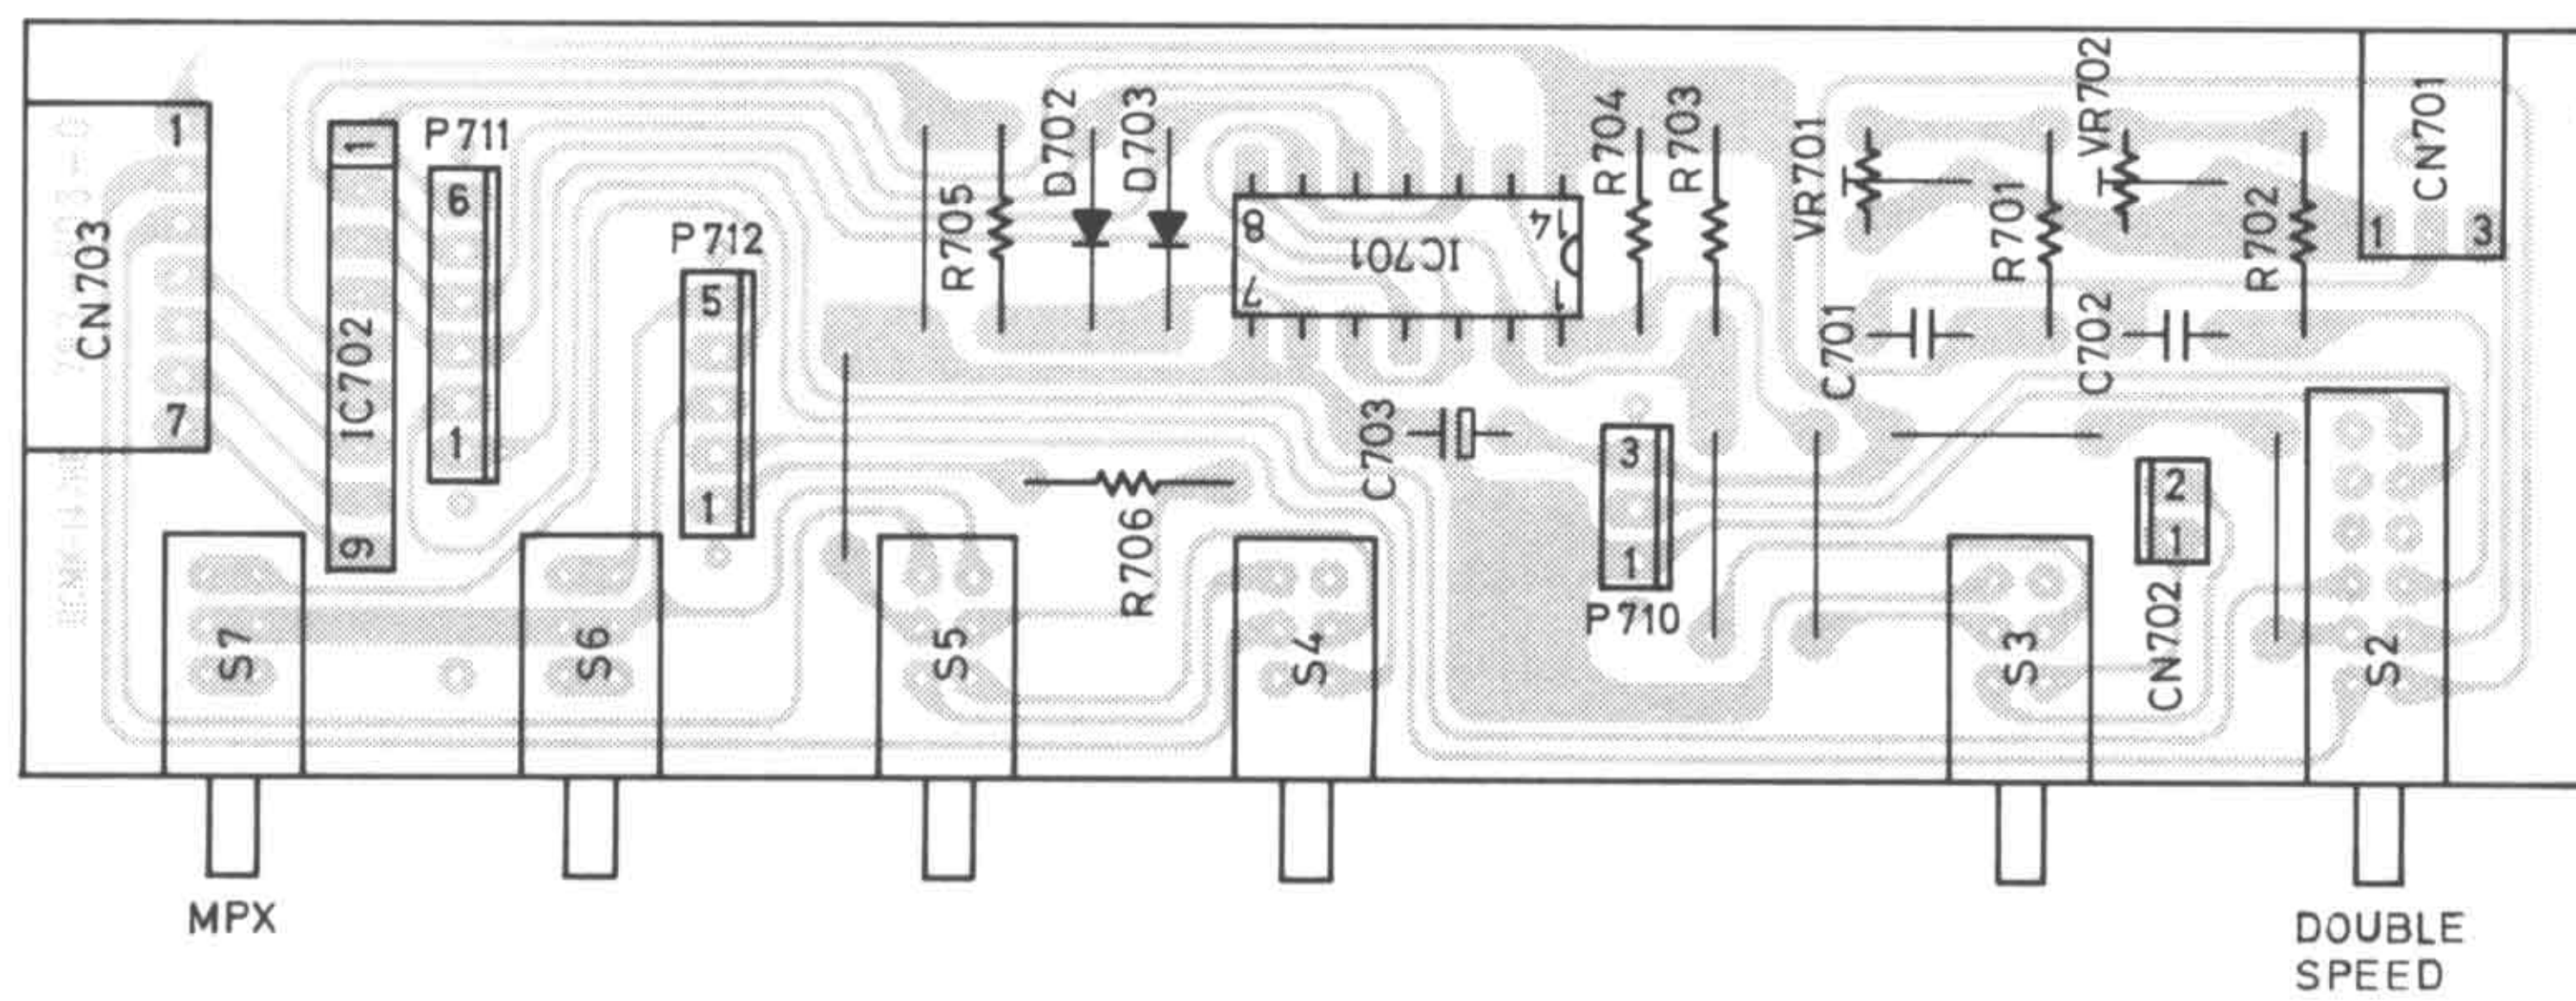 CN703
1
7
1
IC702
9
P711
6
1
P712
5
1
R705
D702
D703
8
7
IC701
14
1
R704
R703
VR701
R701
VR702
R702
CN701
1
3
C701
C702
C703
R706
P710
3
1
CN702
2
1
S7
S6
S5
S4
S3
S2
MPX
DOUBLE
SPEED